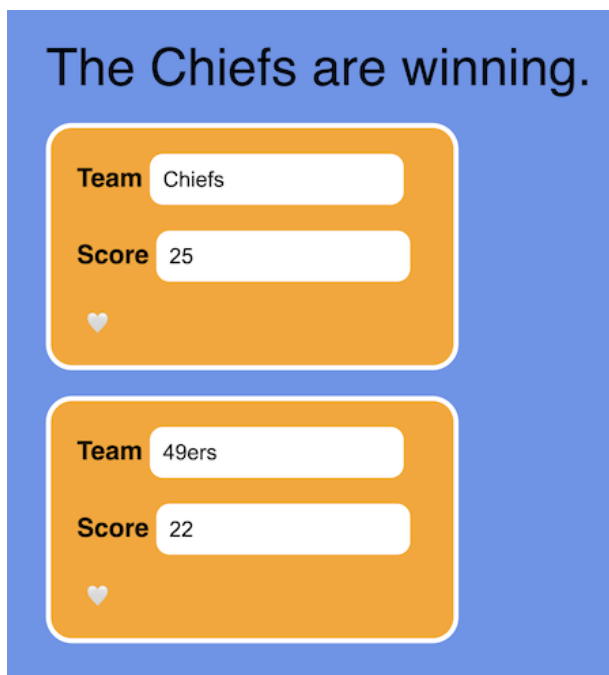 The Chiefs are winning.
Team Chiefs
Score 25
Team 49ers
Score 22